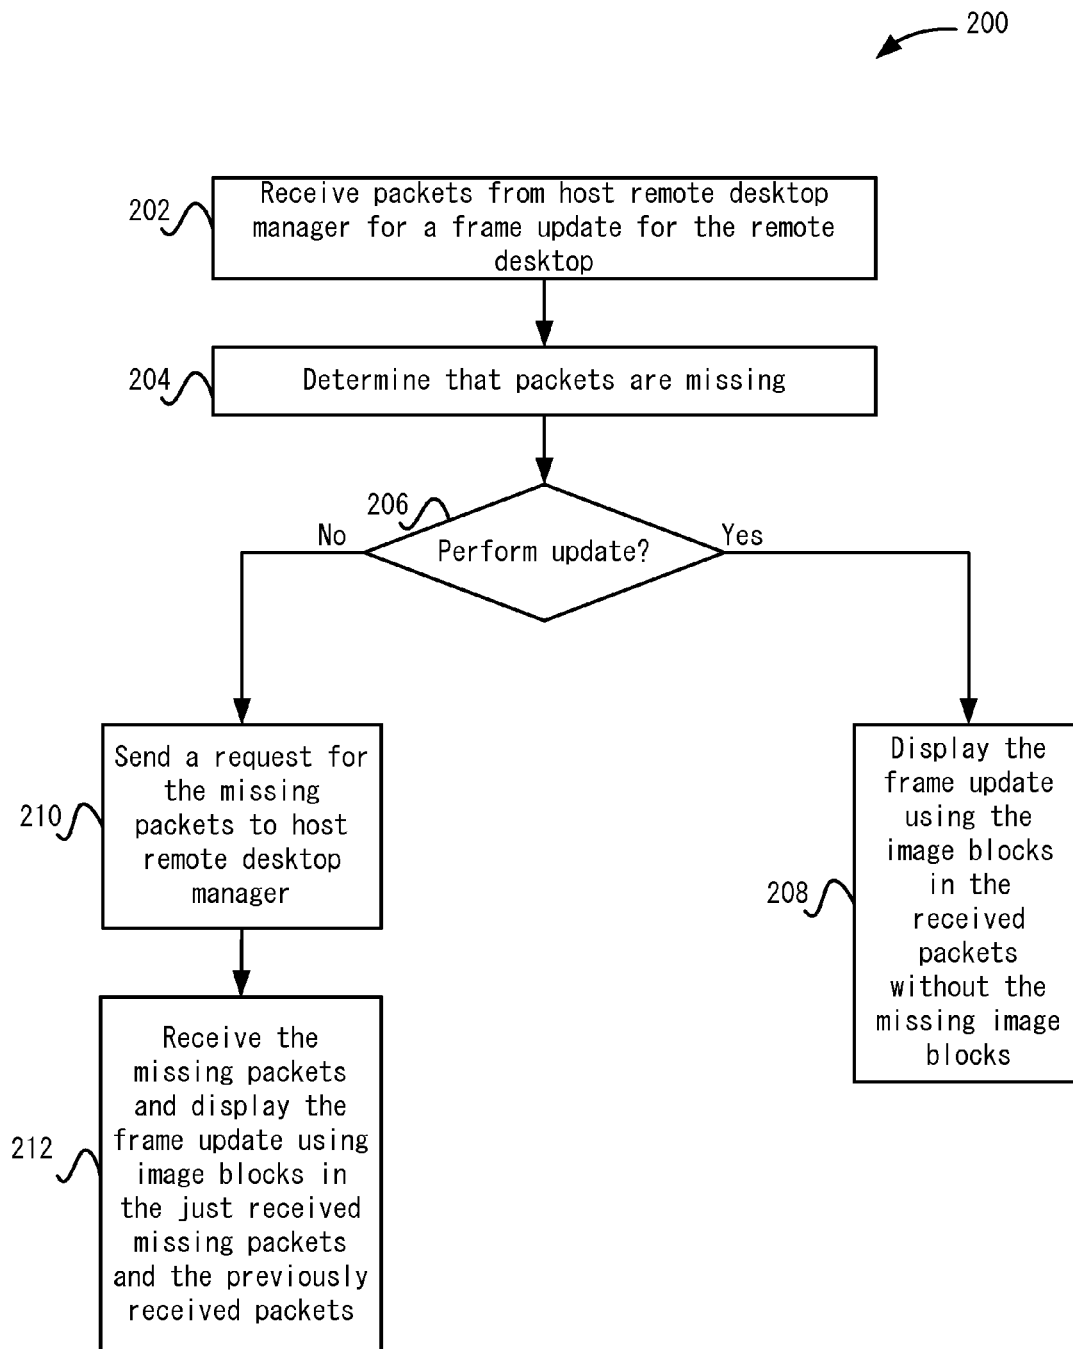 200
202
Receive packets from host remote desktop
manager for a frame update for the remote
desktop
204
Determine that packets are missing
206
No
Perform update?
Yes
210
Send a request for
the missing
packets to host
remote desktop
manager
208
Display the
frame update
using the
image blocks
in the
received
packets
without the
missing image
blocks
212
Receive the
missing packets
and display the
frame update using
image blocks in
the just received
missing packets
and the previously
received packets